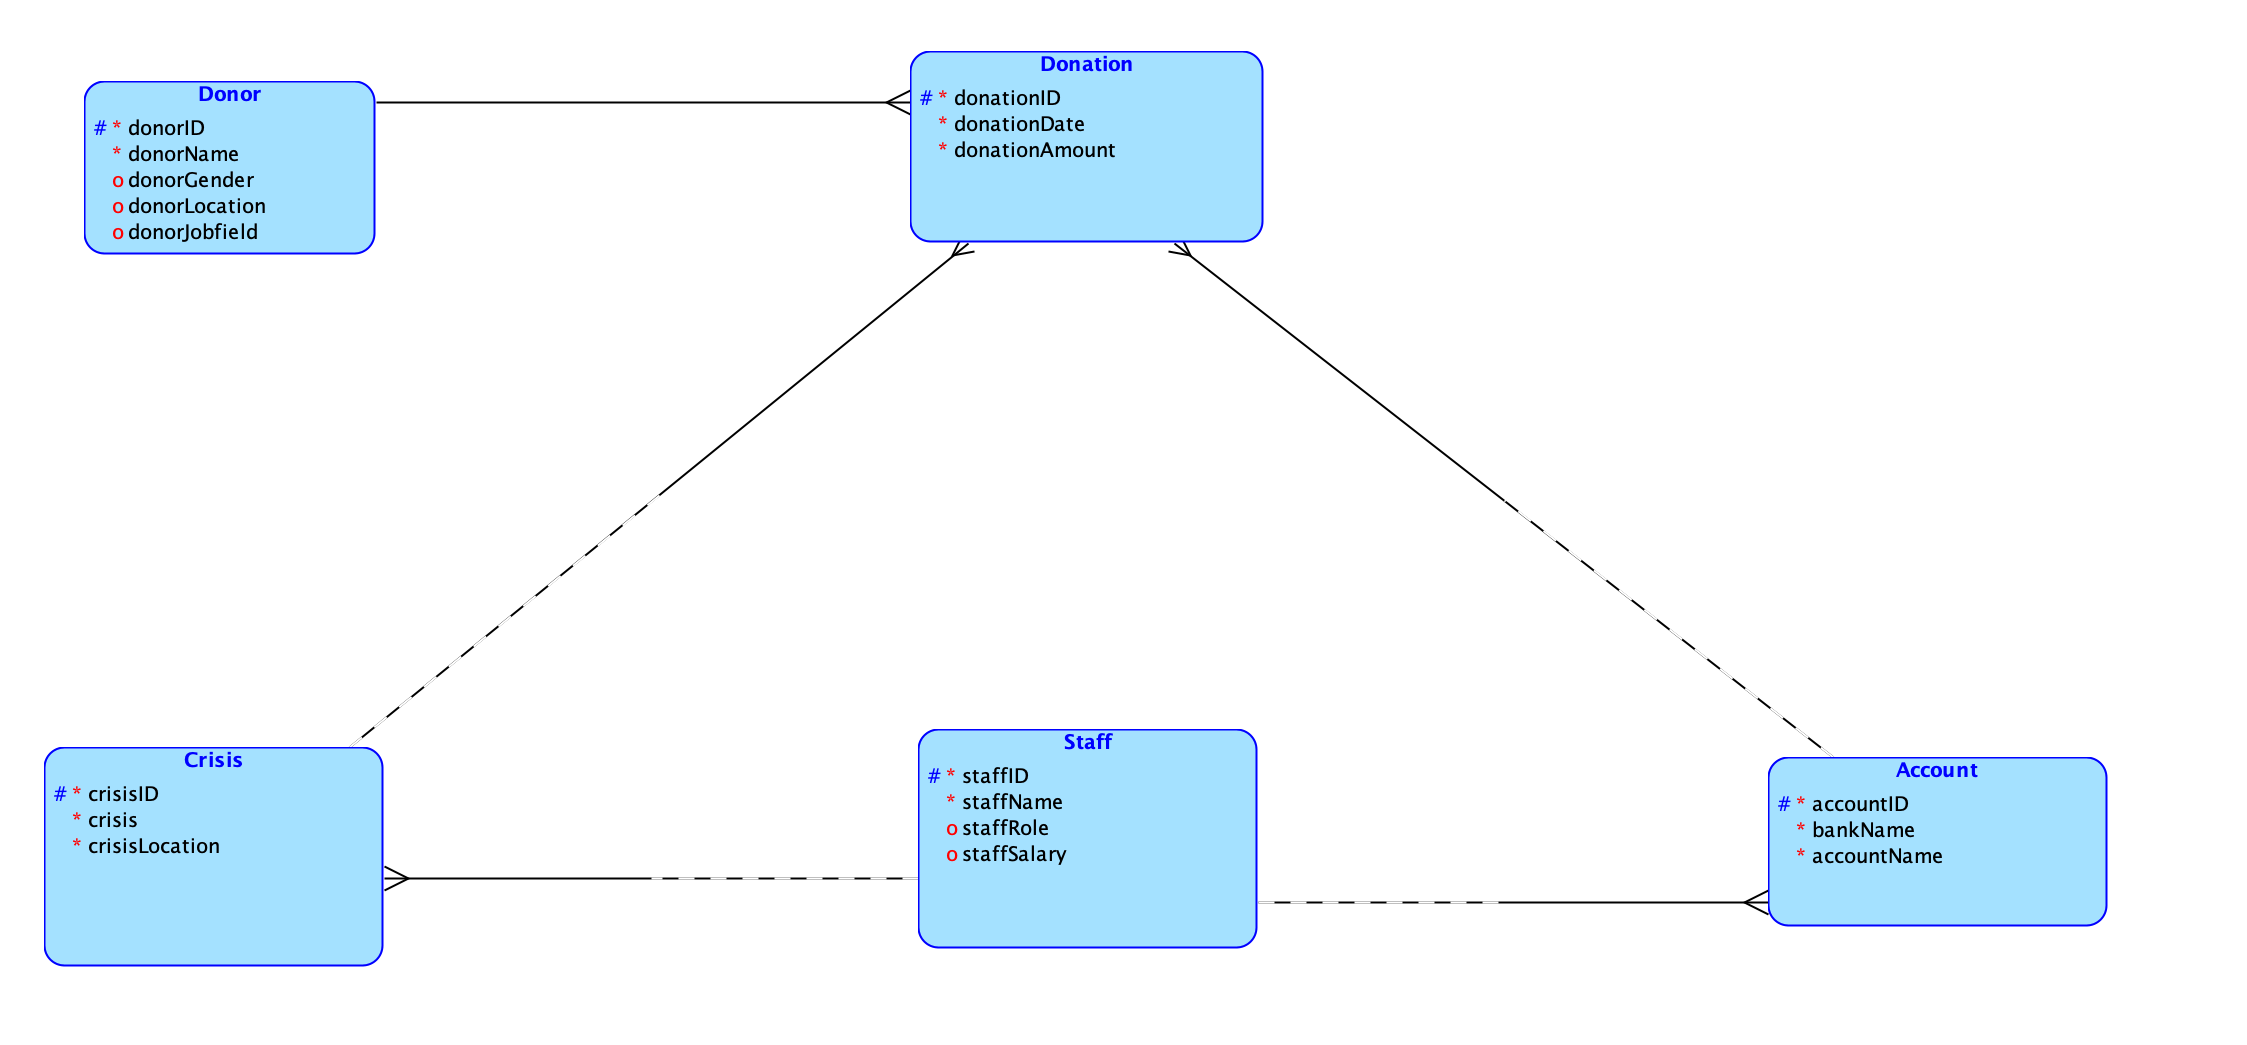 Donor
# * donorID
* donorName
o donorGender
o donorLocation
o donorJobfield
Donation
# * donationID
* donationDate
* donationAmount
Crisis
# * crisisID
* crisis
* crisisLocation
Staff
# * staffID
* staffName
o staffRole
o staffSalary
Account
# * accountID
* bankName
* accountName